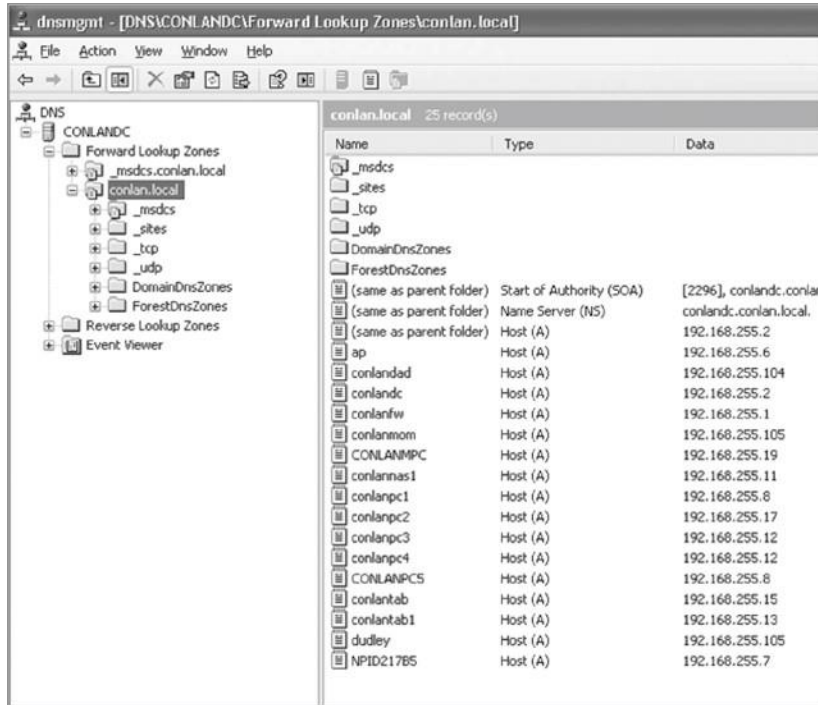 dnsmgmt - [DNS\CONLANDC\Forward Lookup Zones\conlan.local]
File Action View Window Help
DNS
CONLANDC
Forward Lookup Zones
_msdcs.conlan.local
conlan.local
_msdcs
_sites
_tcp
_udp
DomainDnsZones
ForestDnsZones
Reverse Lookup Zones
Event Viewer
conlan.local 25 record(s)
Name Type Data
_msdcs
_sites
_tcp
_udp
DomainDnsZones
ForestDnsZones
(same as parent folder) Start of Authority (SOA) [2296], conlandc.conlan
(same as parent folder) Name Server (NS) conlandc.conlan.local.
(same as parent folder) Host (A) 192.168.255.2
ap Host (A) 192.168.255.6
conlandad Host (A) 192.168.255.104
conlandc Host (A) 192.168.255.2
conlanfw Host (A) 192.168.255.1
conlanmom Host (A) 192.168.255.105
CONLANMPC Host (A) 192.168.255.19
conlannas1 Host (A) 192.168.255.11
conlanpc1 Host (A) 192.168.255.8
conlanpc2 Host (A) 192.168.255.17
conlanpc3 Host (A) 192.168.255.12
conlanpc4 Host (A) 192.168.255.12
CONLANPC5 Host (A) 192.168.255.8
conlantab Host (A) 192.168.255.15
conlantab1 Host (A) 192.168.255.13
dudley Host (A) 192.168.255.105
NPID217B5 Host (A) 192.168.255.7